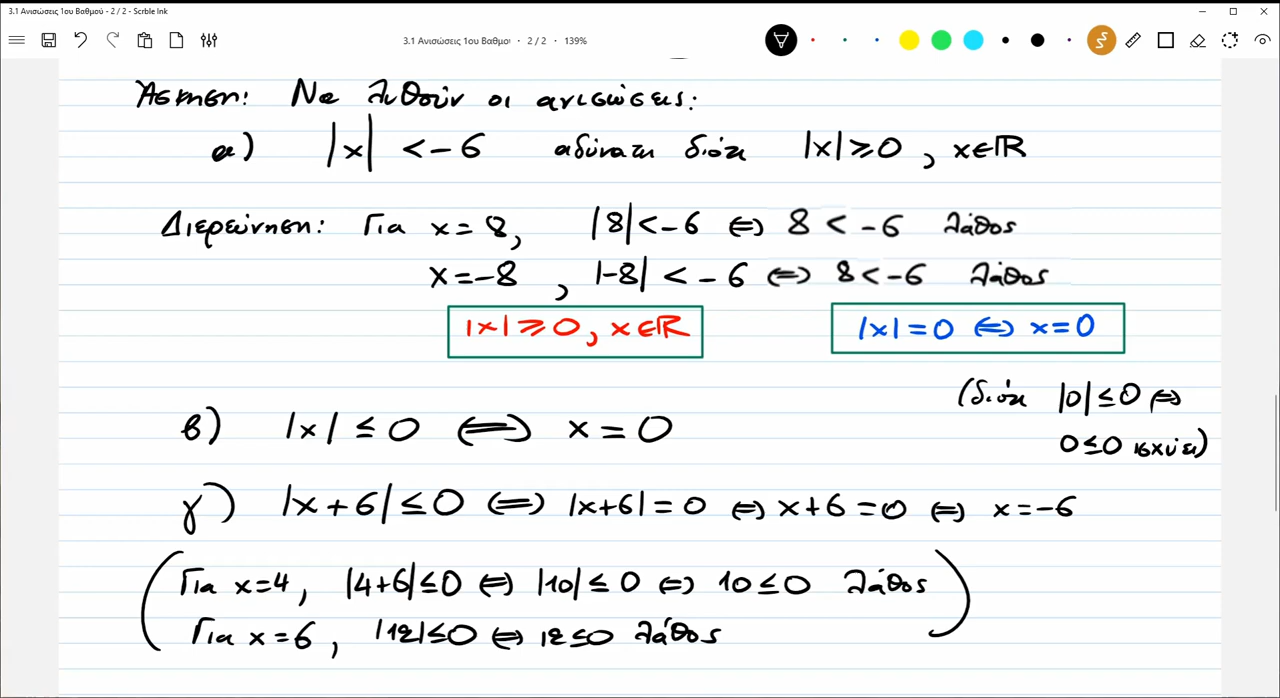 3.1 Ανισώσεις 1ου Βαθμού - 2 / 2 - Scrble Ink
3.1 Ανισώσεις 1ου Βαθμοι · 2 / 2 · 139%
Άσκηση: Να λυθούν οι ανισώσεις:
α) |x| < -6 αδύνατη διότι |x| ≥ 0 , x∈ℝ
Διερεύνηση: Για x = 8, |8| < -6 ⇔ 8 < -6 λάθος
x = -8 , |-8| < -6 ⇔ 8 < -6 λάθος
|x| ≥ 0, x∈ℝ |x| = 0 ⇔ x = 0
(διότι |0| ≤ 0 ⇔
0 ≤ 0 ισχύει)
β) |x| ≤ 0 ⇔ x = 0
γ) |x + 6| ≤ 0 ⇔ |x+6| = 0 ⇔ x + 6 = 0 ⇔ x = -6
(Για x = 4, |4+6| ≤ 0 ⇔ |10| ≤ 0 ⇔ 10 ≤ 0 λάθος
Για x = 6, |12| ≤ 0 ⇔ 12 ≤ 0 λάθος)